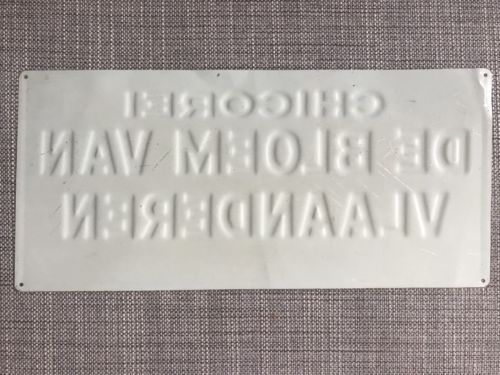 CHICOREI
DE BLOEM VAN
VLAANDEREN